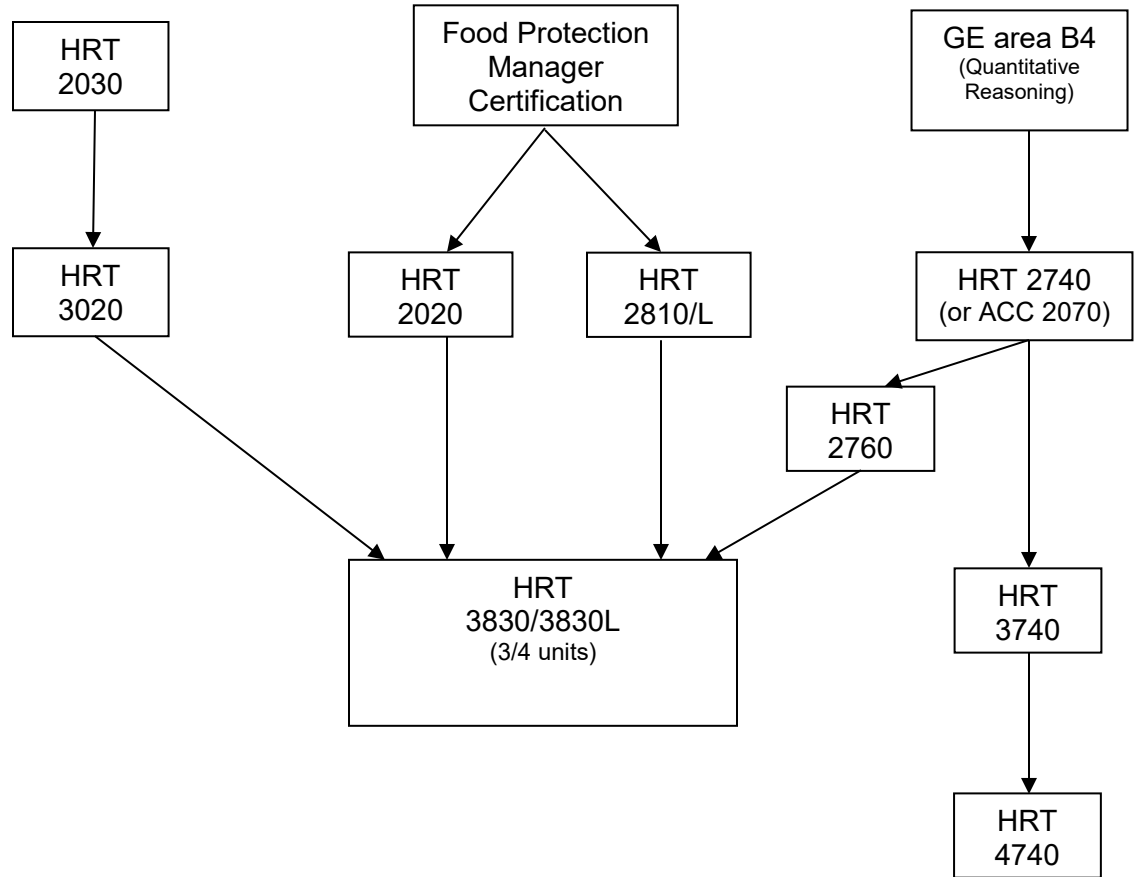 HRT
2030
Food Protection
Manager
Certification
GE area B4
(Quantitative
Reasoning)
HRT
3020
HRT
2020
HRT
2810/L
HRT 2740
(or ACC 2070)
HRT
2760
HRT
3830/3830L
(3/4 units)
HRT
3740
HRT
4740